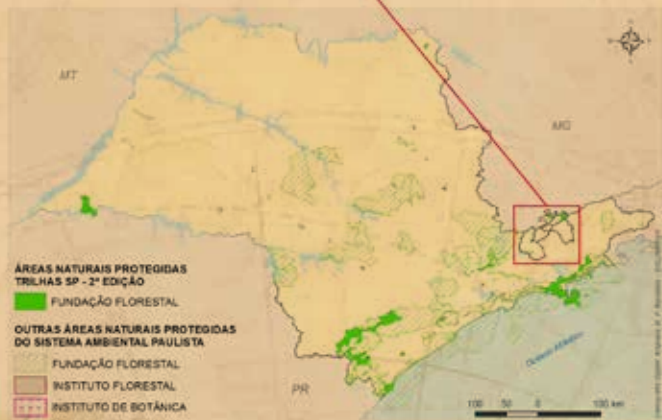 MT
MG
ÁREAS NATURAIS PROTEGIDAS
TRILHAS SP - 2ª EDIÇÃO
FUNDAÇÃO FLORESTAL
OUTRAS ÁREAS NATURAIS PROTEGIDAS
DO SISTEMA AMBIENTAL PAULISTA
FUNDAÇÃO FLORESTAL
INSTITUTO FLORESTAL
INSTITUTO DE BOTÂNICA
PR
Oceano Atlântico
100 50 0 100 km